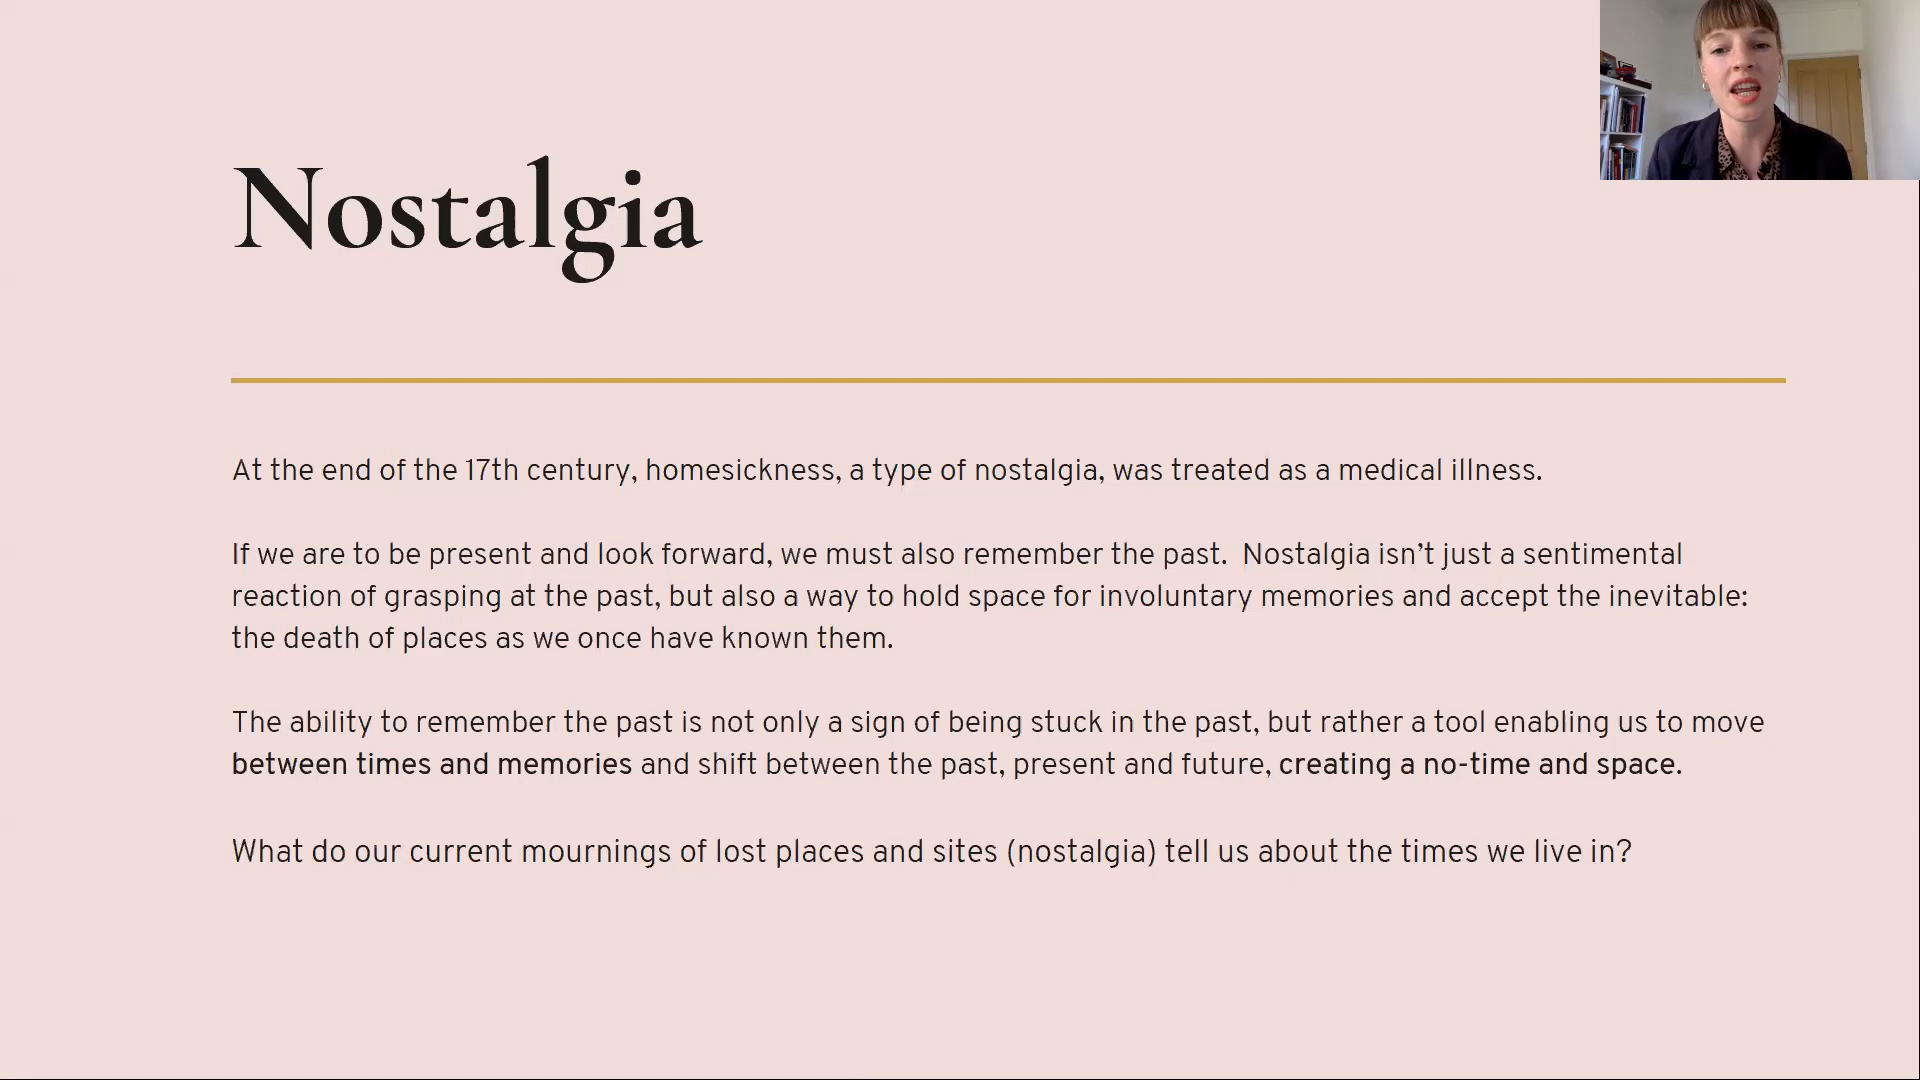 Nostalgia
At the end of the 17th century, homesickness, a type of nostalgia, was treated as a medical illness.
If we are to be present and look forward, we must also remember the past.  Nostalgia isn’t just a sentimental
reaction of grasping at the past, but also a way to hold space for involuntary memories and accept the inevitable:
the death of places as we once have known them.
The ability to remember the past is not only a sign of being stuck in the past, but rather a tool enabling us to move
between times and memories and shift between the past, present and future, creating a no-time and space.
What do our current mournings of lost places and sites (nostalgia) tell us about the times we live in?